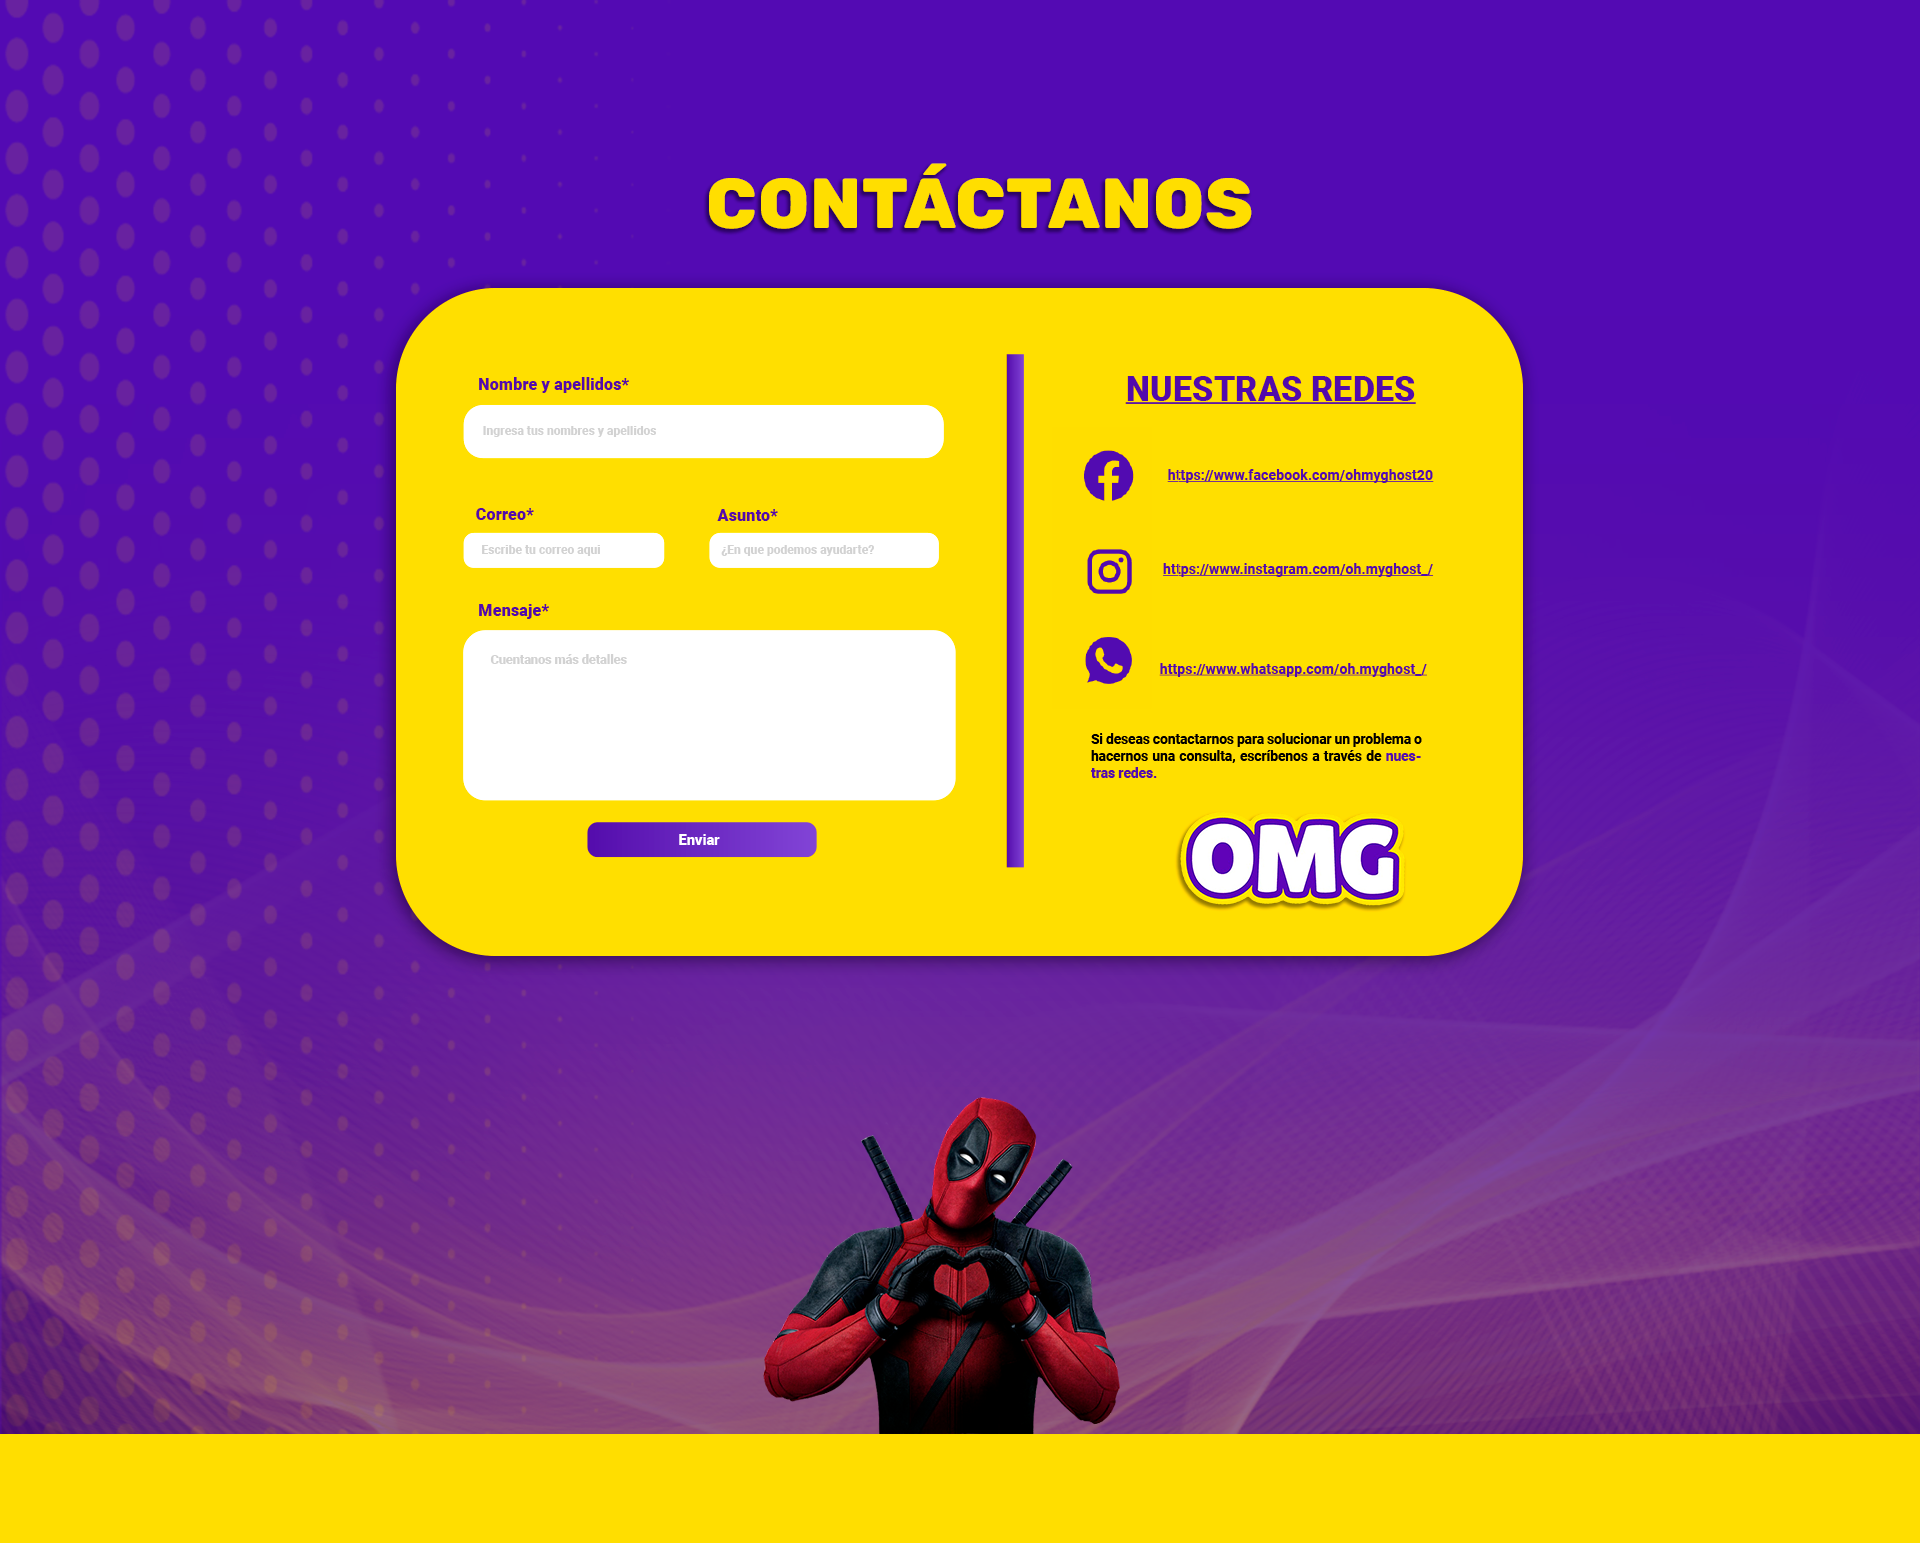 CONTÁCTANOS
Nombre y apellidos*
Ingresa tus nombres y apellidos
Correo*
Asunto*
Escribe tu correo aqui
¿En que podemos ayudarte?
Mensaje*
Cuentanos más detalles
Enviar
NUESTRAS REDES
https://www.facebook.com/ohmyghost20
https://www.instagram.com/oh.myghost_/
https://www.whatsapp.com/oh.myghost_/
Si deseas contactarnos para solucionar un problema o
hacernos una consulta, escríbenos a través de nues-
tras redes.
OMG